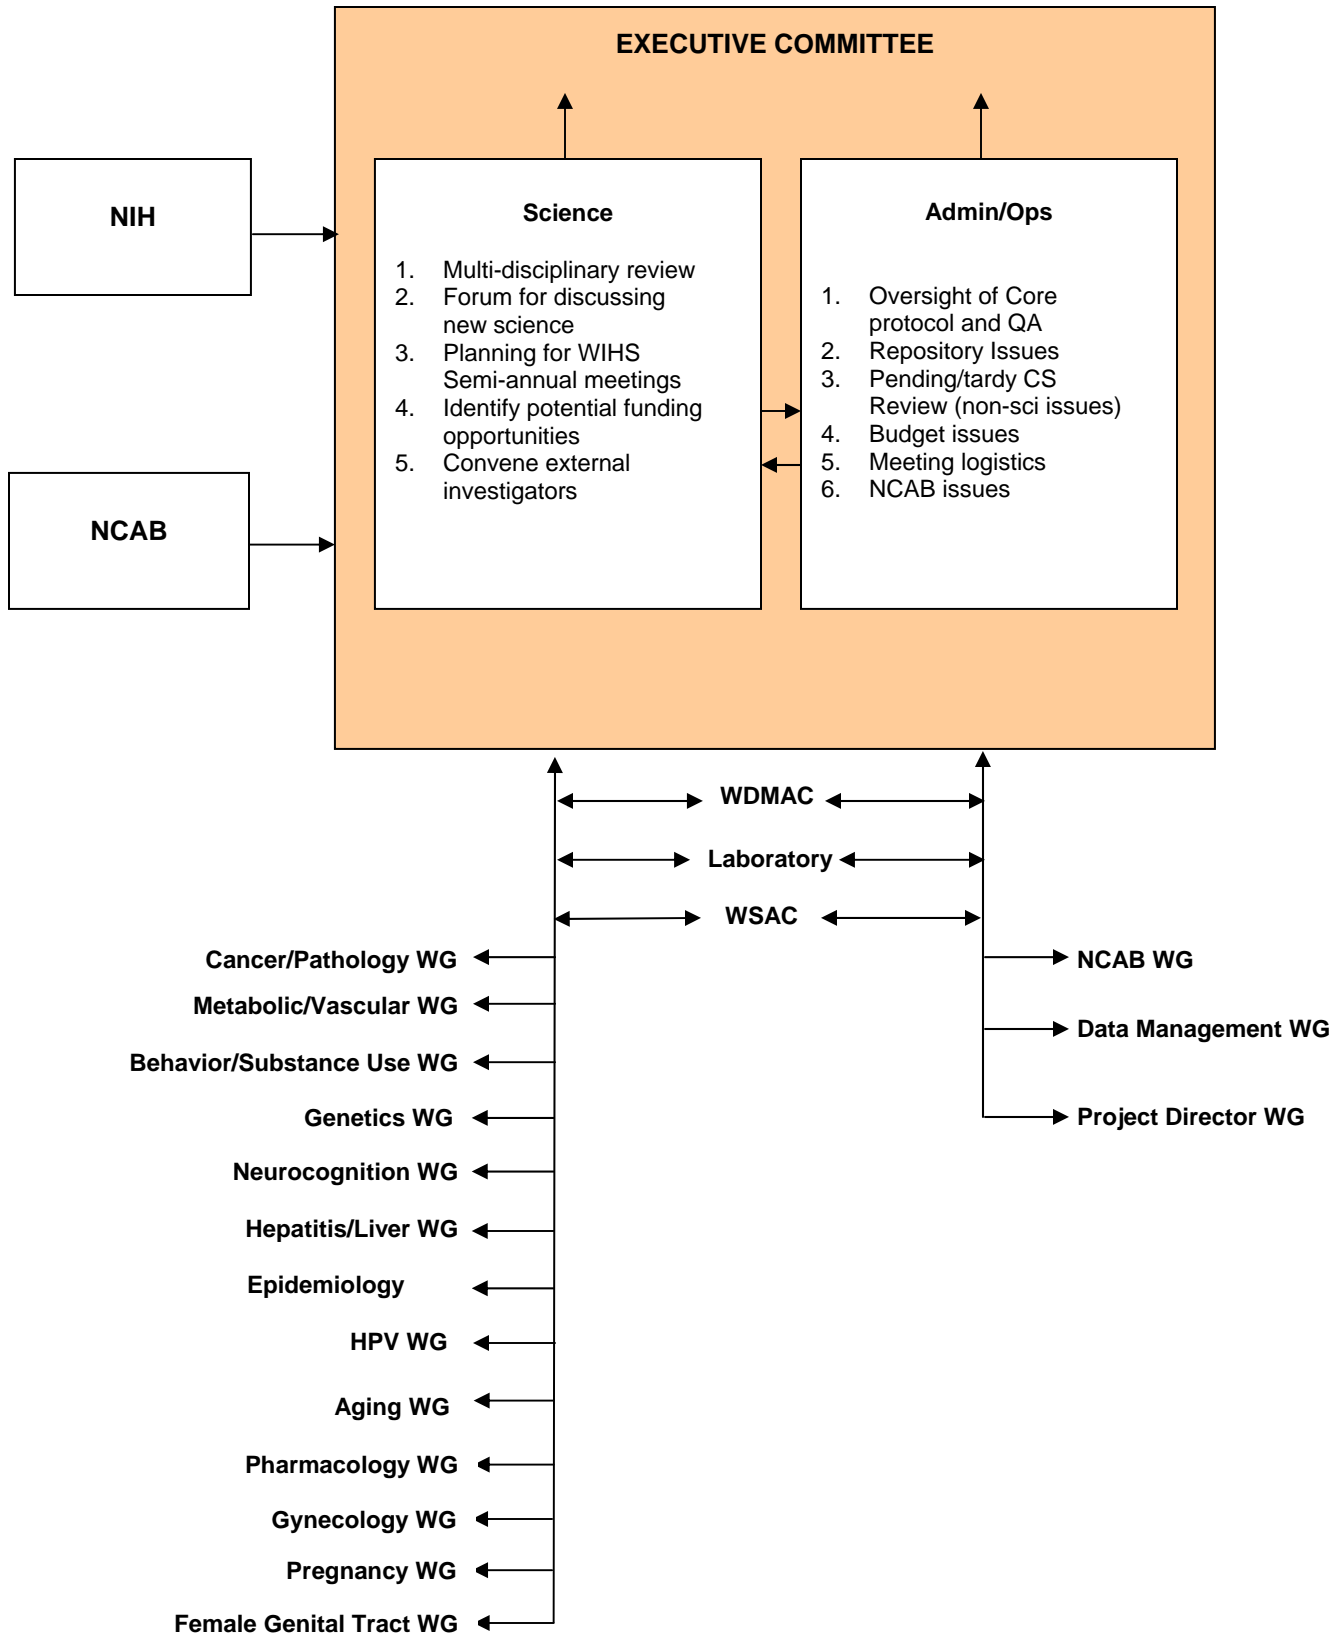 EXECUTIVE COMMITTEE
NIH
NCAB
Science
1. Multi-disciplinary review
2. Forum for discussing
new science
3. Planning for WIHS
Semi-annual meetings
4. Identify potential funding
opportunities
5. Convene external
investigators
Admin/Ops
1. Oversight of Core
protocol and QA
2. Repository Issues
3. Pending/tardy CS
Review (non-sci issues)
4. Budget issues
5. Meeting logistics
6. NCAB issues
WDMAC
Laboratory
WSAC
Cancer/Pathology WG
Metabolic/Vascular WG
Behavior/Substance Use WG
Genetics WG
Neurocognition WG
Hepatitis/Liver WG
Epidemiology
HPV WG
Aging WG
Pharmacology WG
Gynecology WG
Pregnancy WG
Female Genital Tract WG
NCAB WG
Data Management WG
Project Director WG